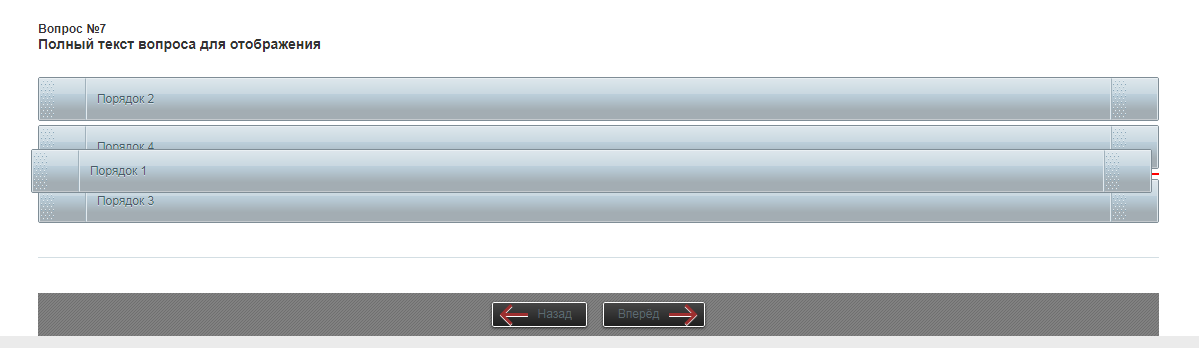 Вопрос №7
Полный текст вопроса для отображения
Порядок 2
Порядок 4
Порядок 1
Порядок 3
Назад
Вперёд